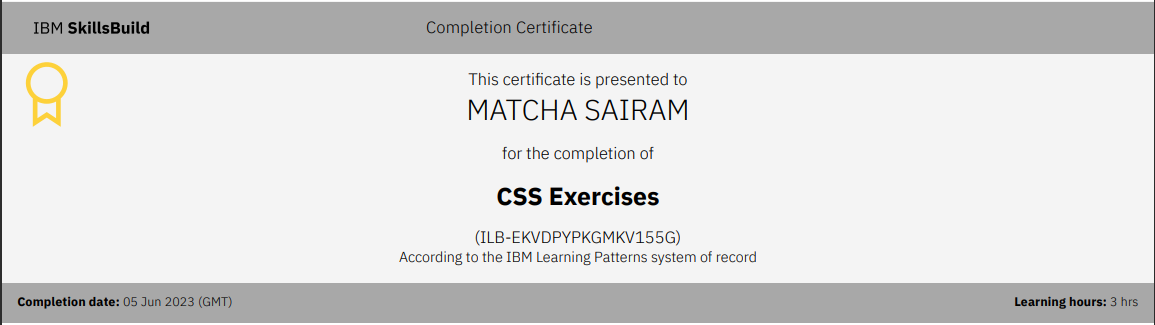 IBM SkillsBuild
Completion Certificate
This certificate is presented to
MATCHA SAIRAM
for the completion of
CSS Exercises
(ILB-EKVDPYPKGMKV155G)
According to the IBM Learning Patterns system of record
Completion date: 05 Jun 2023 (GMT)
Learning hours: 3 hrs